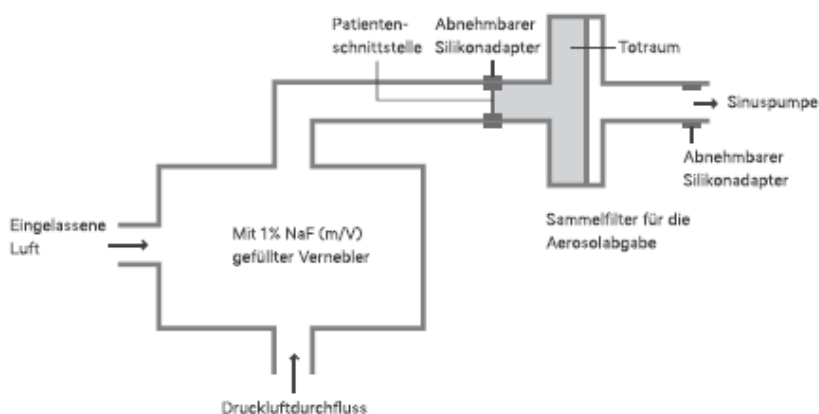 Patienten-
schnittstelle
Abnehmbarer
Silikonadapter
Totraum
Sinuspumpe
Abnehmbarer
Silikonadapter
Sammelfilter für die
Aerosolabgabe
Eingelassene
Luft
Mit 1% NaF (m/V)
gefüllter Vernebler
Druckluftdurchfluss